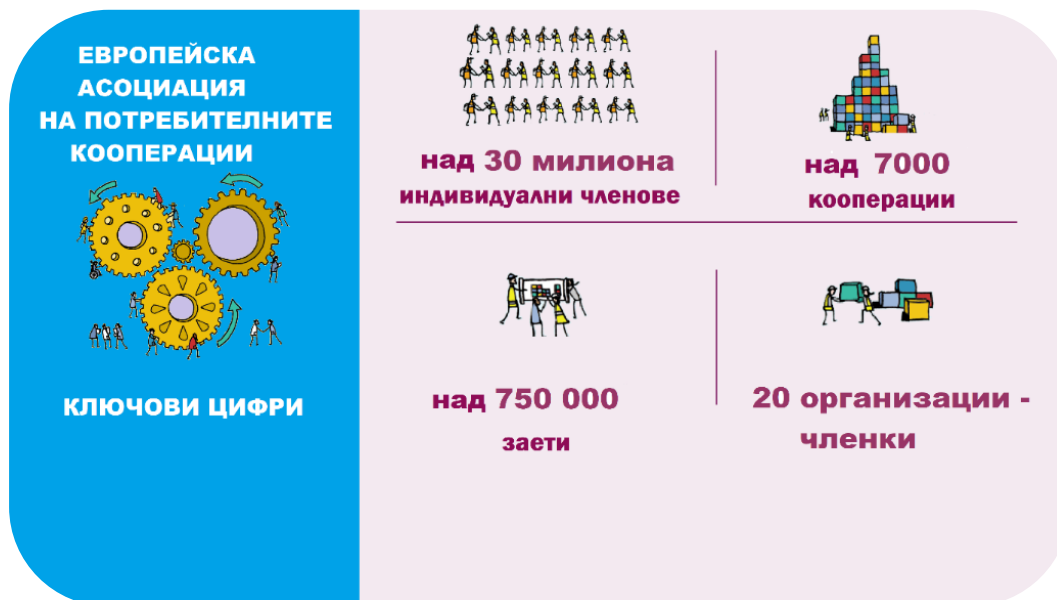 ЕВРОПЕЙСКА
АСОЦИАЦИЯ
НА ПОТРЕБИТЕЛНИТЕ
КООПЕРАЦИИ
КЛЮЧОВИ ЦИФРИ
над 30 милиона
индивидуални членове
над 7000
кооперации
над 750 000
заети
20 организации -
членки